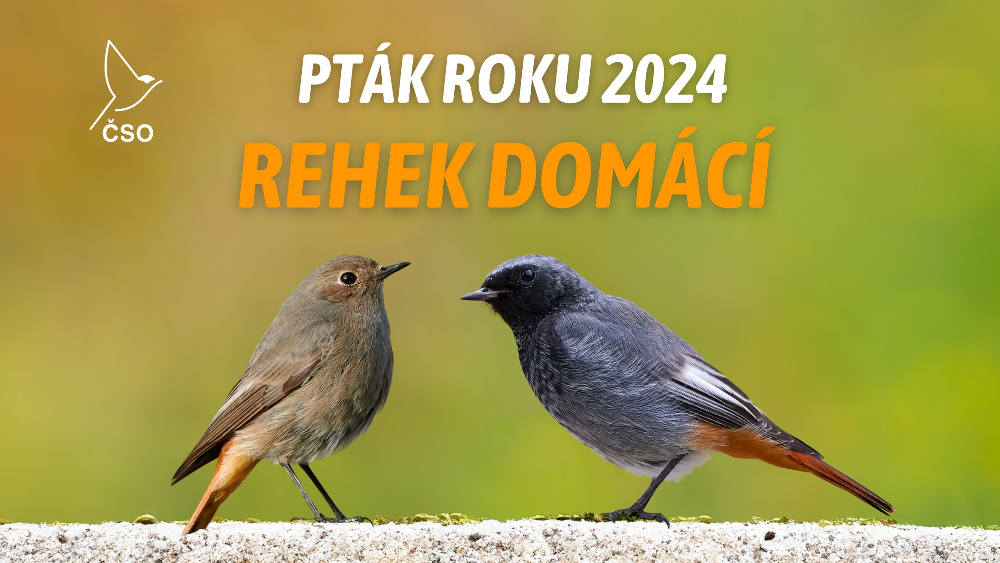 PTÁK ROKU 2024
REHEK DOMÁCÍ
ČSO